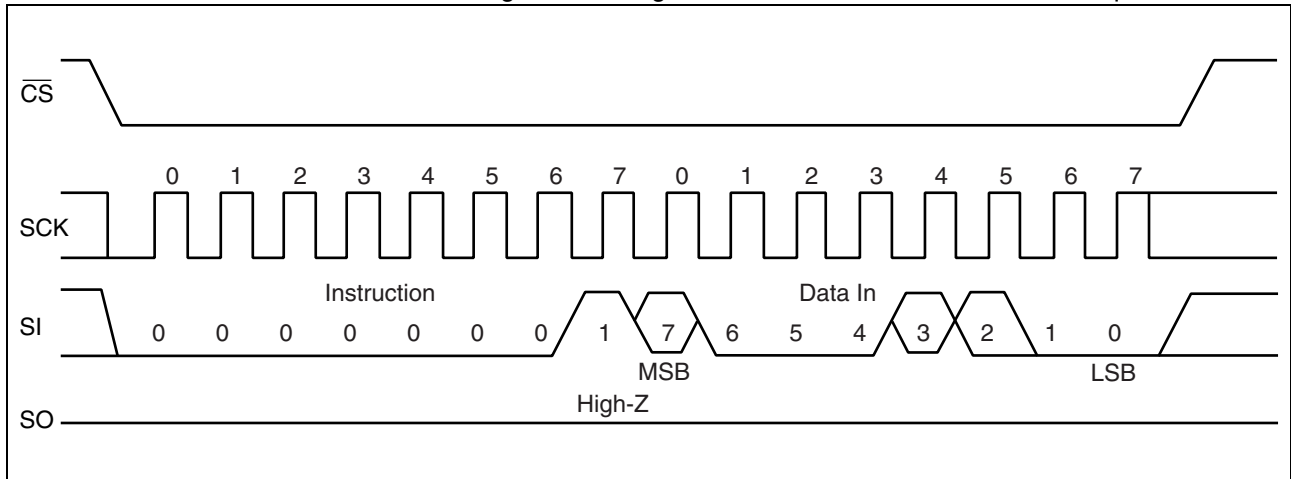 CS
0 1 2 3 4 5 6 7 0 1 2 3 4 5 6 7
SCK
Instruction Data In
SI 0 0 0 0 0 0 0 1 7 6 5 4 3 2 1 0
MSB LSB
High-Z
SO